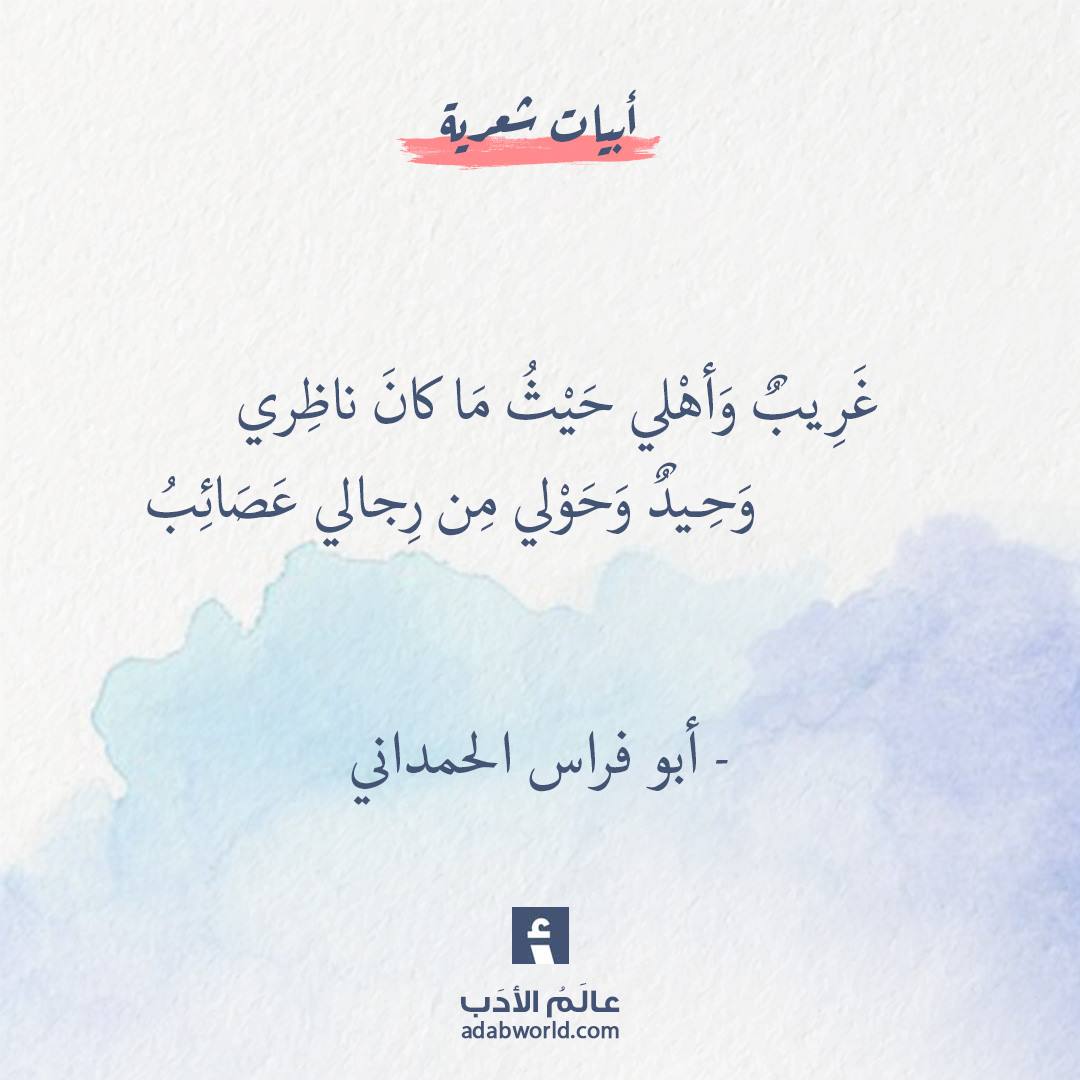 أبيات شعرية
غَرِيبٌ وَأهْلي حَيْثُ مَا كانَ ناظِري
وَحِيدٌ وَحَوْلي مِن رِجالي عَصَائِبُ
- أبو فراس الحمداني
أ
عالَمُ الأدَب
adabworld.com